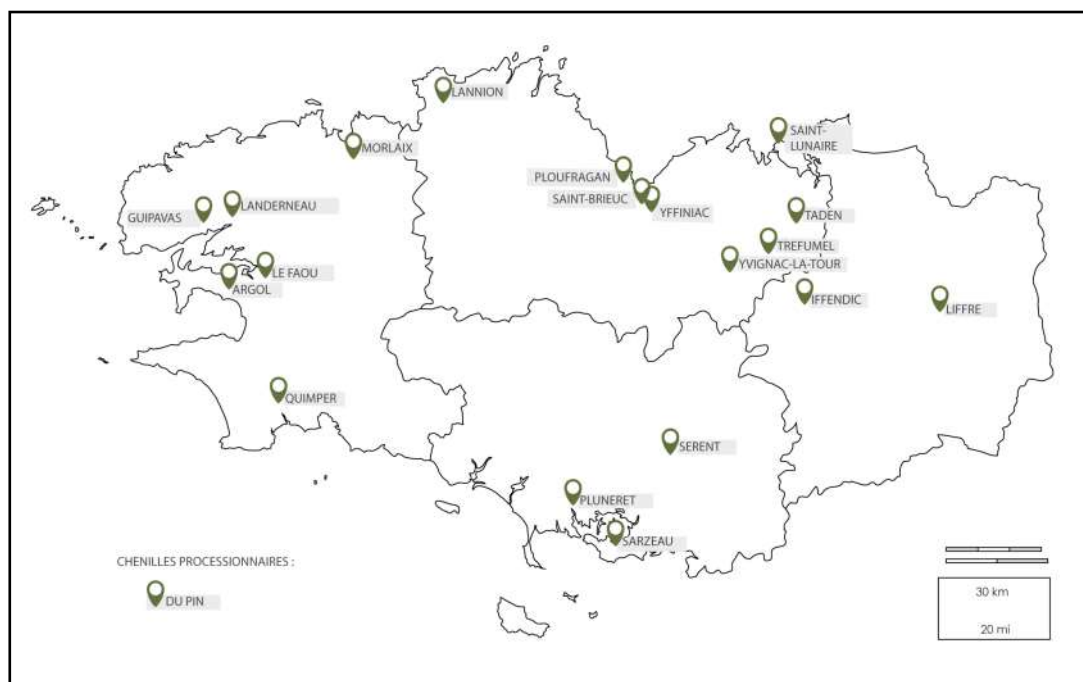 LANNION
SAINT-
LUNAIRE
MORLAIX
PLOUFRAGAN
SAINT-BRIEUC
YFFINIAC
LANDERNEAU
GUIPAVAS
TADEN
TREFUMEL
YVIGNAC-LA-TOUR
LE FAOU
ARGOL
IFFENDIC
LIFFRE
QUIMPER
SERENT
PLUNERET
SARZEAU
CHENILLES PROCESSIONNAIRES :
DU PIN
30 km
20 mi